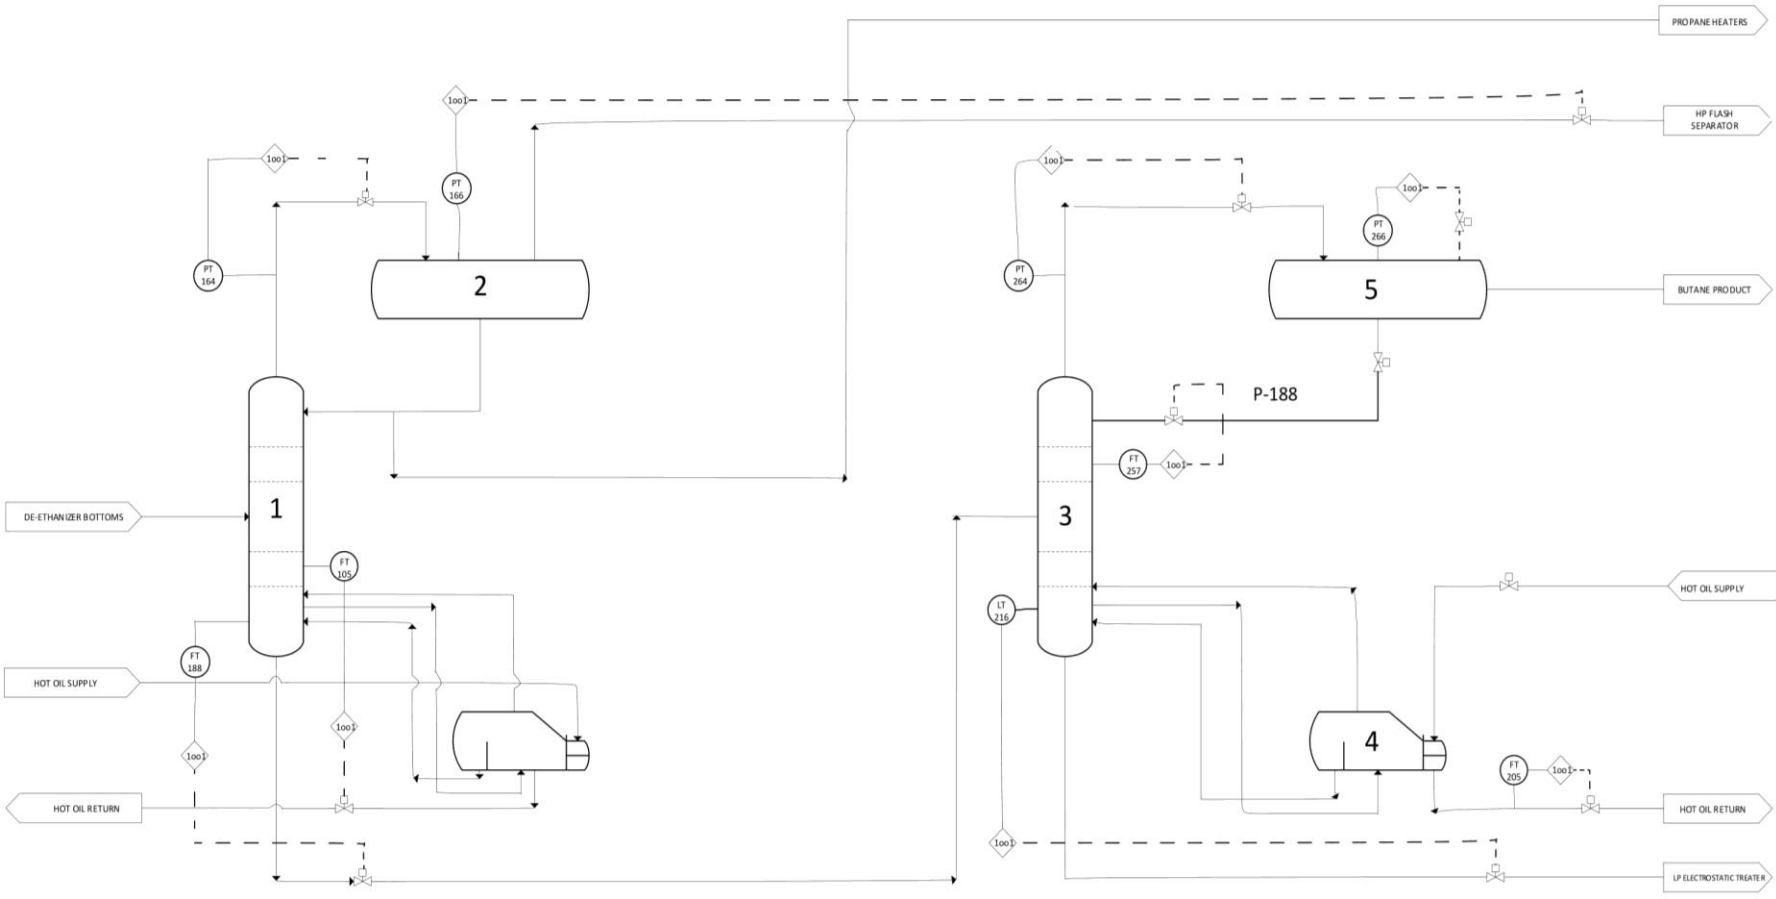 PROPANE HEATERS
1oo1
HP FLASH
SEPARATOR
1oo1
1oo1
1oo1
PT
166
PT
266
PT
164
PT
264
2
5
BUTANE PRODUCT
P-188
FT
257
1oo1
DE-ETHANIZER BOTTOMS
1
3
FT
105
HOT OIL SUPPLY
LT
216
FT
188
HOT OIL SUPPLY
1oo1
1oo1
4
FT
205
1oo1
HOT OIL RETURN
HOT OIL RETURN
1oo1
LP ELECTROSTATIC TREATER